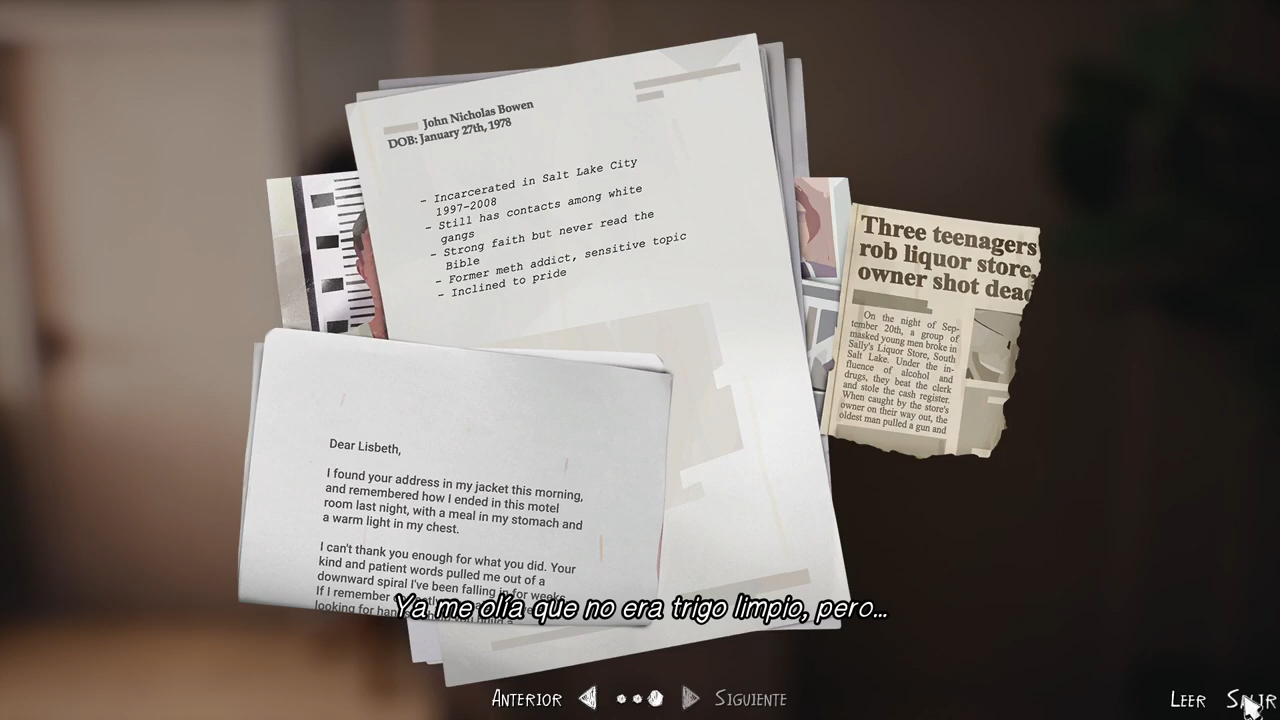 John Nicholas Bowen
DOB: January 27th, 1978
- Incarcerated in Salt Lake City
1997-2008
- Still has contacts among white
gangs
- Strong faith but never read the
Bible
- Former meth addict, sensitive topic
- Inclined to pride
Three teenagers
rob liquor store,
owner shot dead
On the night of Sep-
tember 20th, a group of
masked young men broke in
Sally's Liquor Store, South
Salt Lake. Under the in-
fluence of alcohol and
drugs, they beat the clerk
and stole the cash register.
When caught by the store's
owner on their way out, the
oldest man pulled a gun and
Dear Lisbeth,
I found your address in my jacket this morning,
and remembered how I ended in this motel
room last night, with a meal in my stomach and
a warm light in my chest.
I can't thank you enough for what you did. Your
kind and patient words pulled me out of a
downward spiral I've been falling in for weeks.
If I remember
looking for
Ya me olía que no era trigo limpio, pero...
ANTERIOR
SIGUIENTE
LEER
SALIR